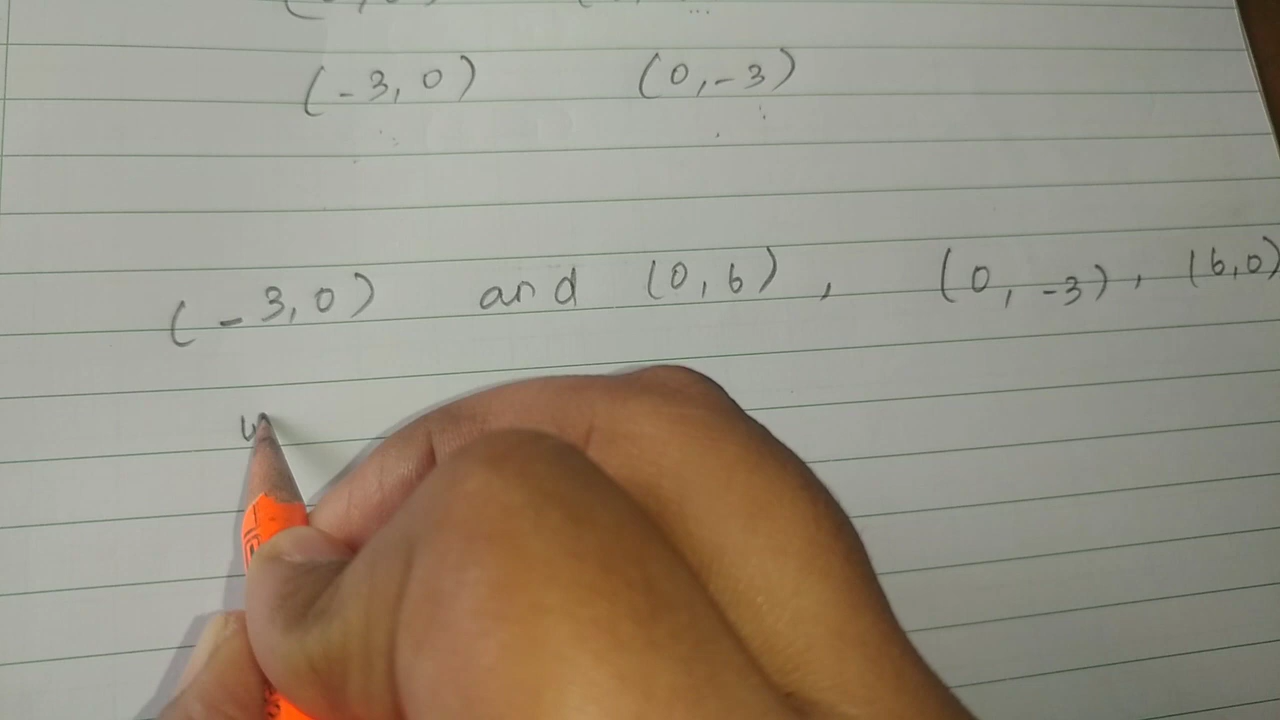 (-3, 0) (0, -3)
(-3, 0) and (0, 6), (0, -3), (6,0)